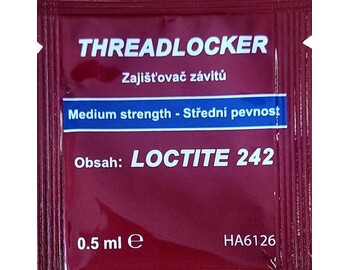 THREADLOCKER
Zajišťovač závitů
Medium strength - Střední pevnost
Obsah: LOCTITE 242
0.5 ml ℮ HA6126